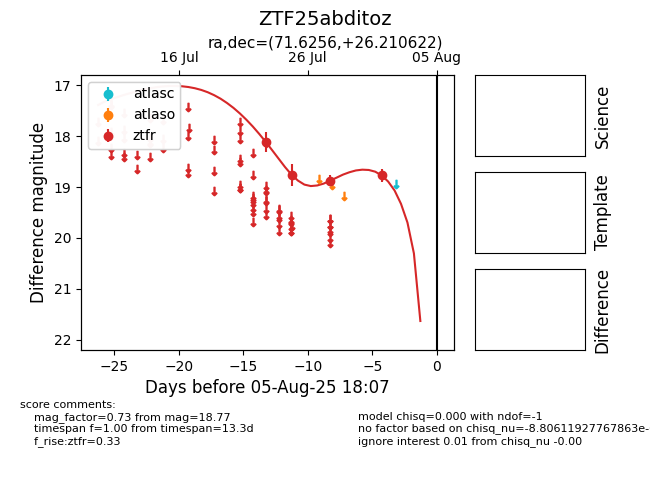 ZTF25abditoz
ra,dec=(71.6256,+26.210622)
16 Jul
26 Jul
05 Aug
atlasc
atlaso
ztfr
17
18
19
20
21
22
Difference magnitude
−25
−20
−15
−10
−5
0
Days before 05-Aug-25 18:07
Science
Template
Difference
score comments:
mag_factor=0.73 from mag=18.77
timespan f=1.00 from timespan=13.3d
f_rise:ztfr=0.33
model chisq=0.000 with ndof=-1
no factor based on chisq_nu=-8.80611927767863e-
ignore interest 0.01 from chisq_nu -0.00